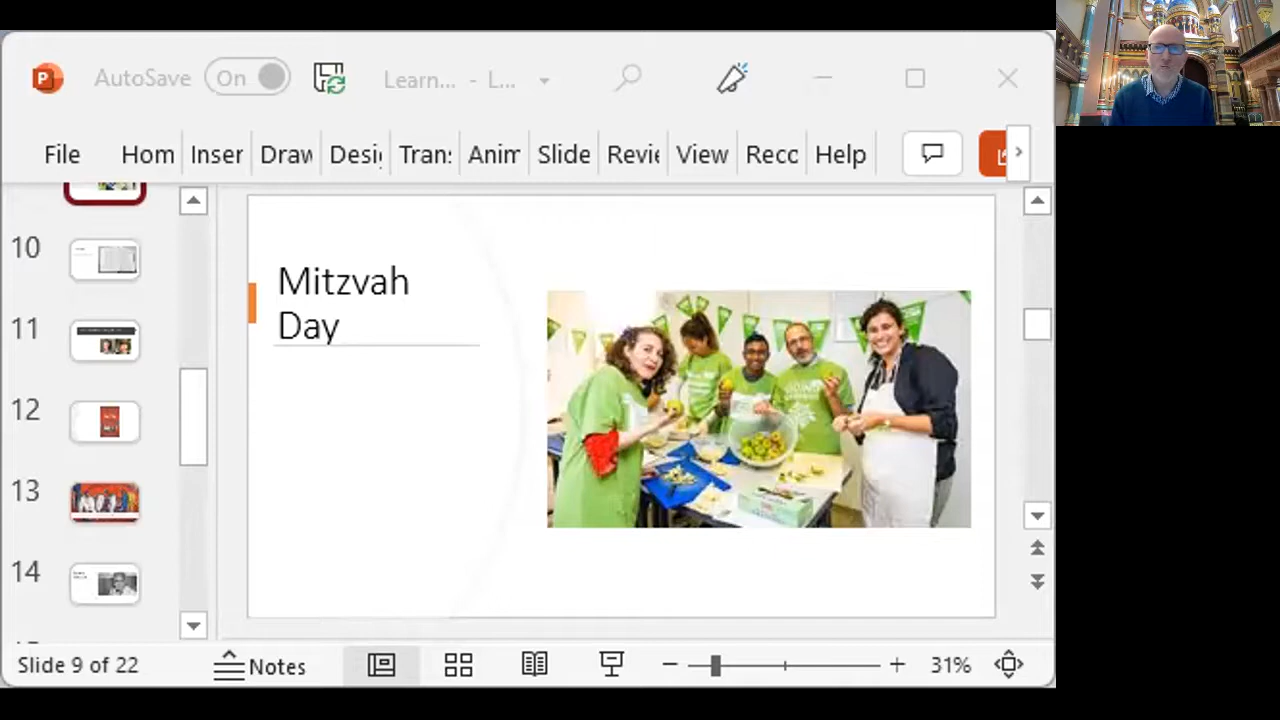 AutoSave On Learn... - L...
File Hom Inser Draw Desi Tran: Anim Slide Revie View Recc Help
10
11
12
13
14
Mitzvah
Day
Slide 9 of 22 Notes 31%